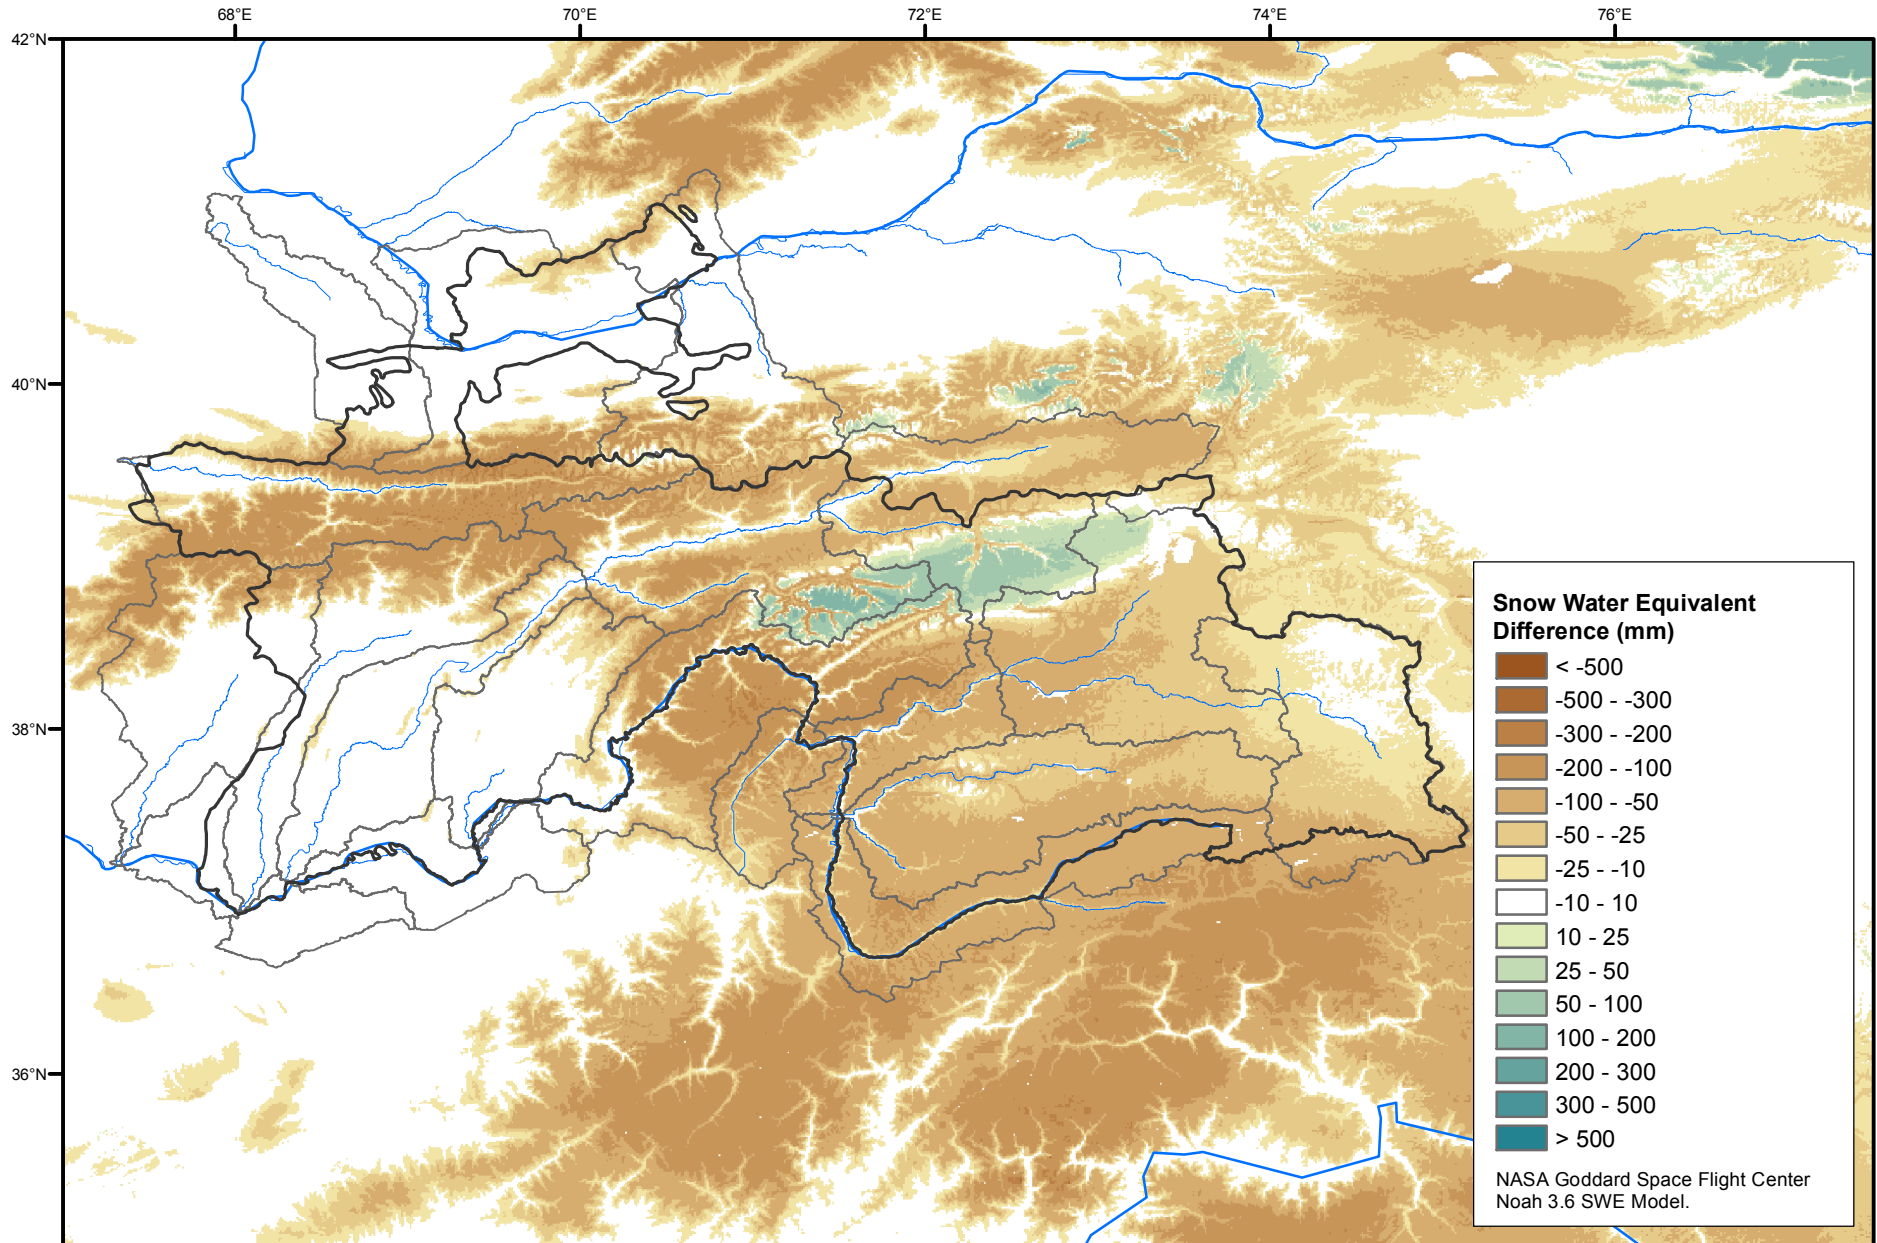 68°E 70°E 72°E 74°E 76°E
42°N
40°N
38°N
36°N
Snow Water Equivalent
Difference (mm)
< -500
-500 - -300
-300 - -200
-200 - -100
-100 - -50
-50 - -25
-25 - -10
-10 - 10
10 - 25
25 - 50
50 - 100
100 - 200
200 - 300
300 - 500
> 500
NASA Goddard Space Flight Center
Noah 3.6 SWE Model.